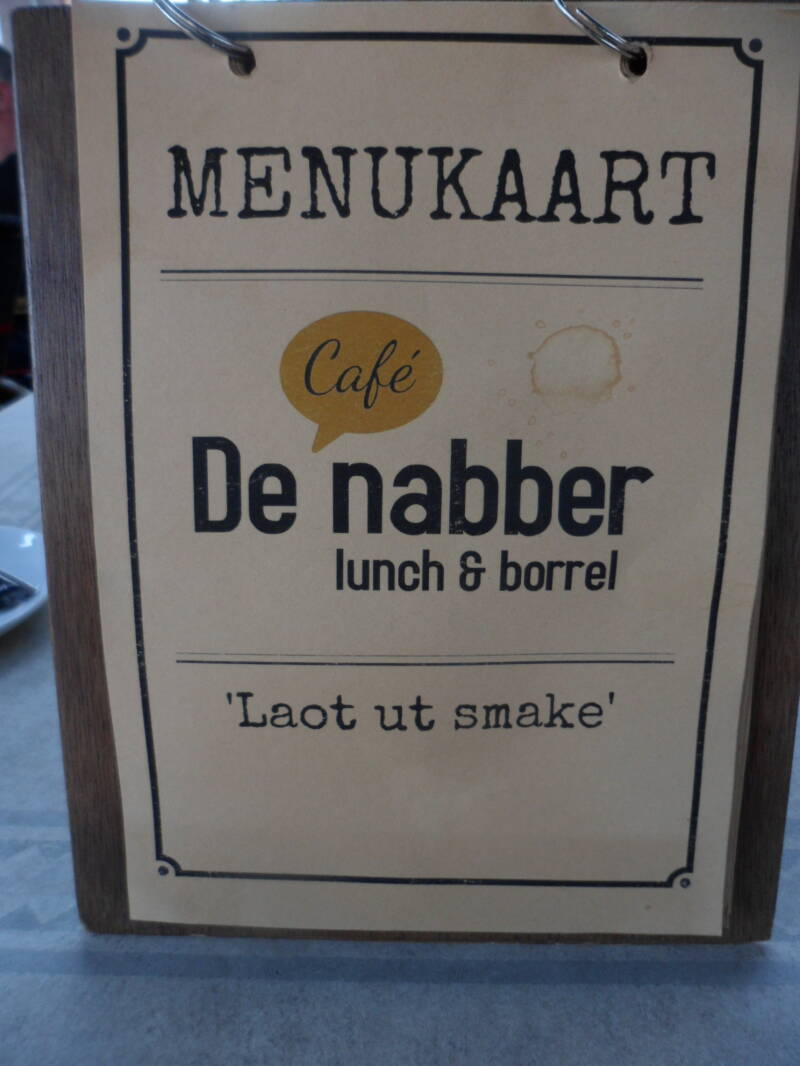 MENUKAART
Café
De nabber
lunch & borrel
'Laot ut smake'